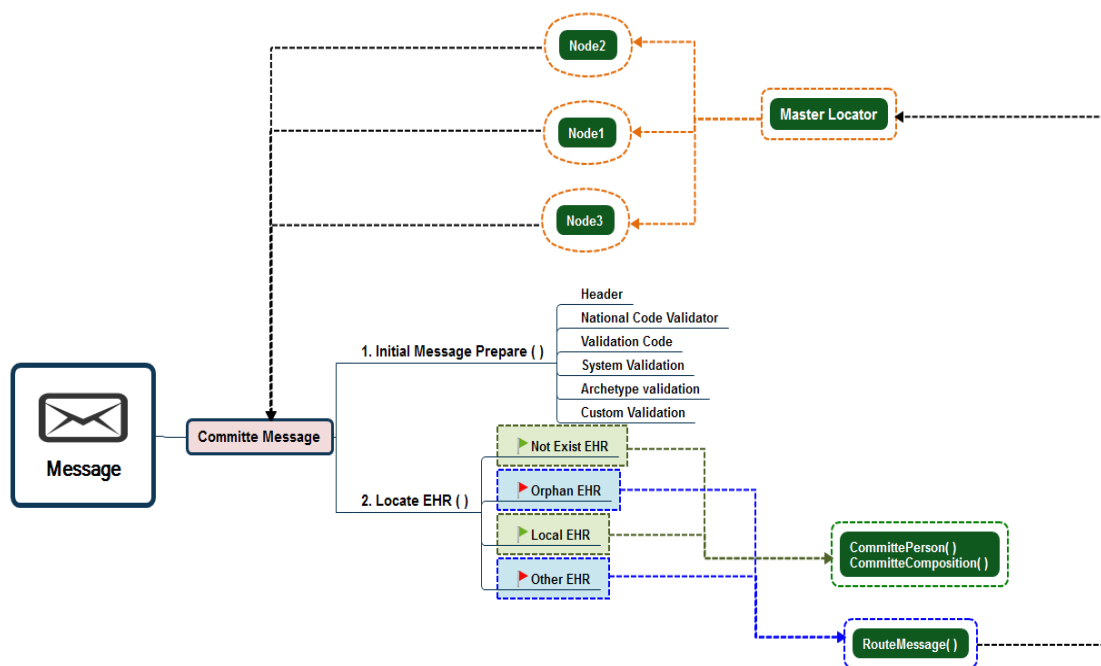 Node2
Master Locator
Node1
Node3
Header
National Code Validator
Validation Code
1. Initial Message Prepare ( )
System Validation
Archetype validation
Custom Validation
Message
Committe Message
Not Exist EHR
Orphan EHR
2. Locate EHR ( )
Local EHR
Other EHR
CommittePerson( )
CommitteComposition( )
RouteMessage( )